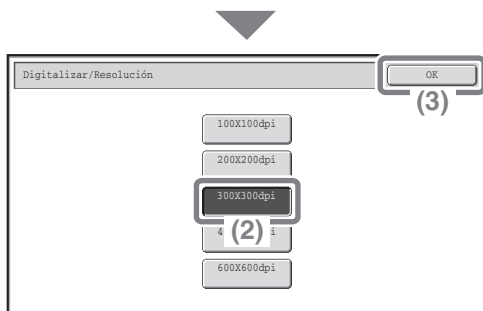 Digitalizar/Resolución
OK
(3)
100X100dpi
200X200dpi
300X300dpi
(2)
600X600dpi